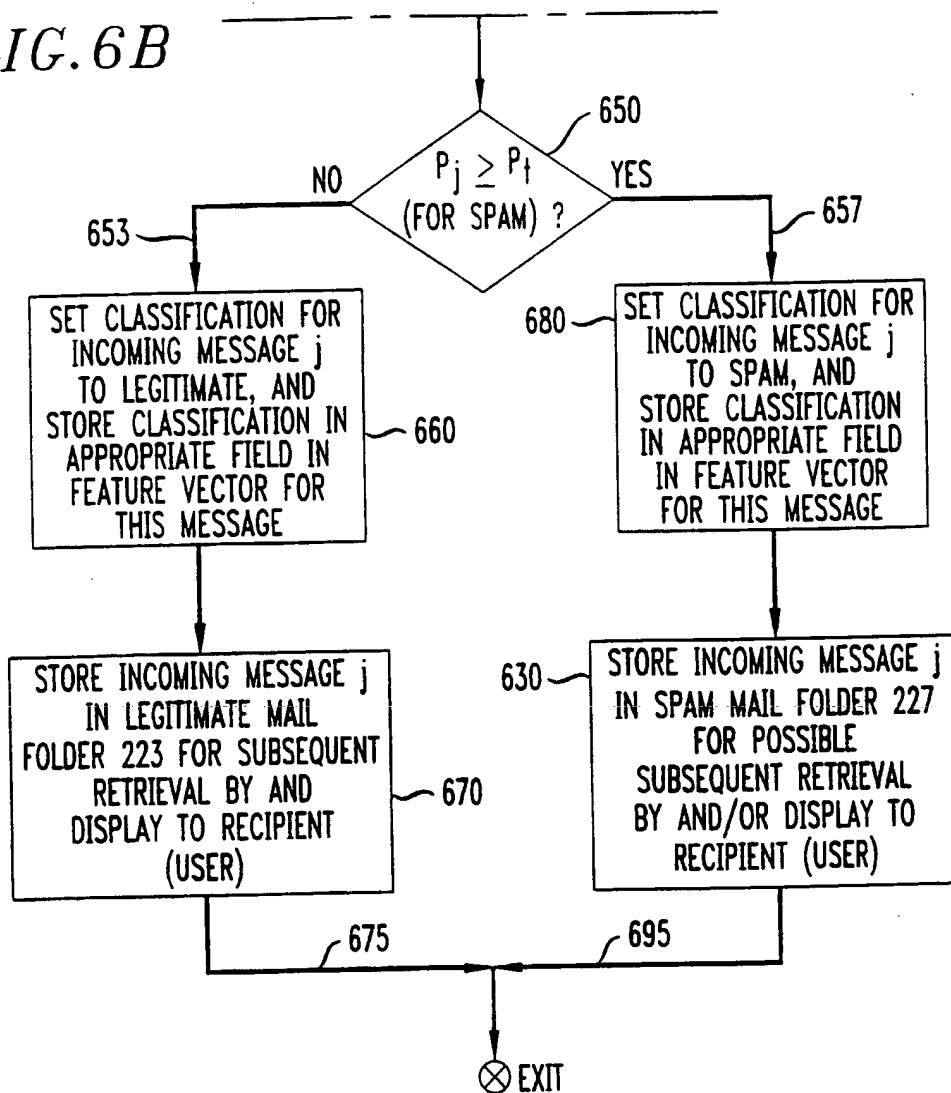 IG. 6B
650
P j ≥ P t
(FOR SPAM) ?
NO
YES
653
657
SET CLASSIFICATION FOR
INCOMING MESSAGE j
TO LEGITIMATE, AND
STORE CLASSIFICATION IN
APPROPRIATE FIELD IN
FEATURE VECTOR FOR
THIS MESSAGE
660
680
SET CLASSIFICATION FOR
INCOMING MESSAGE j
TO SPAM, AND
STORE CLASSIFICATION
IN APPROPRIATE FIELD
IN FEATURE VECTOR
FOR THIS MESSAGE
STORE INCOMING MESSAGE j
IN LEGITIMATE MAIL
FOLDER 223 FOR SUBSEQUENT
RETRIEVAL BY AND
DISPLAY TO RECIPIENT
(USER)
670
630
STORE INCOMING MESSAGE j
IN SPAM MAIL FOLDER 227
FOR POSSIBLE
SUBSEQUENT RETRIEVAL
BY AND/OR DISPLAY TO
RECIPIENT (USER)
675
695
EXIT